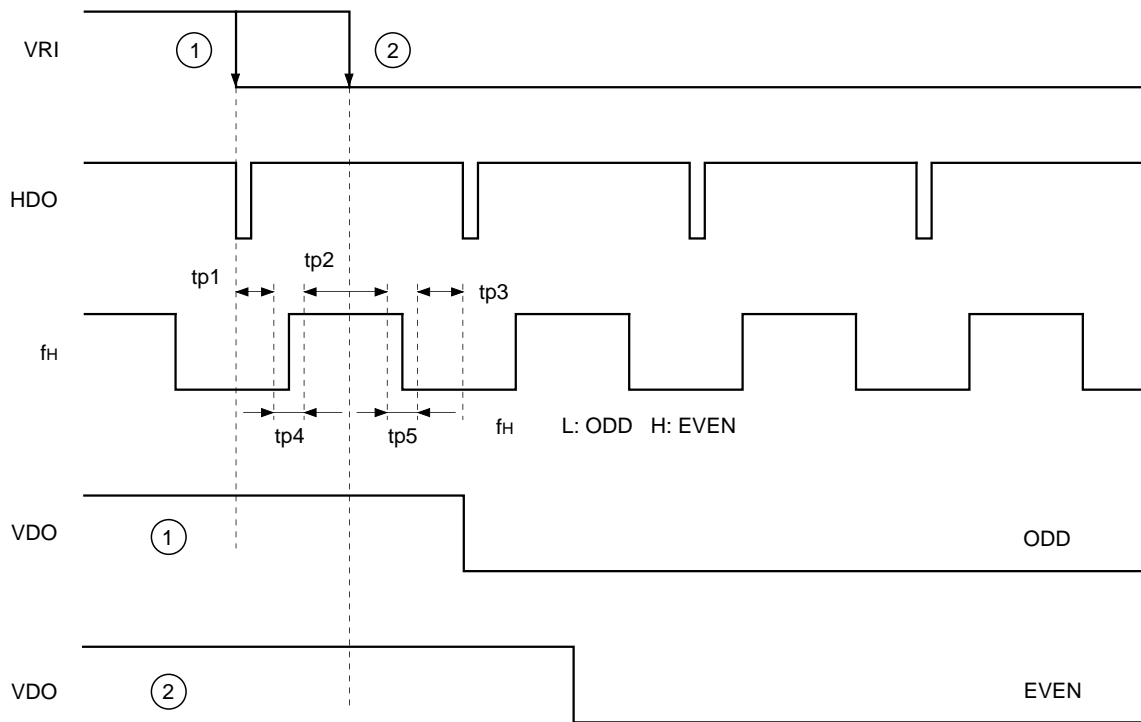 VRI
1
2
HDO
tp1
tp2
tp3
fH
tp4
tp5
fH L: ODD H: EVEN
VDO
1
ODD
VDO
2
EVEN